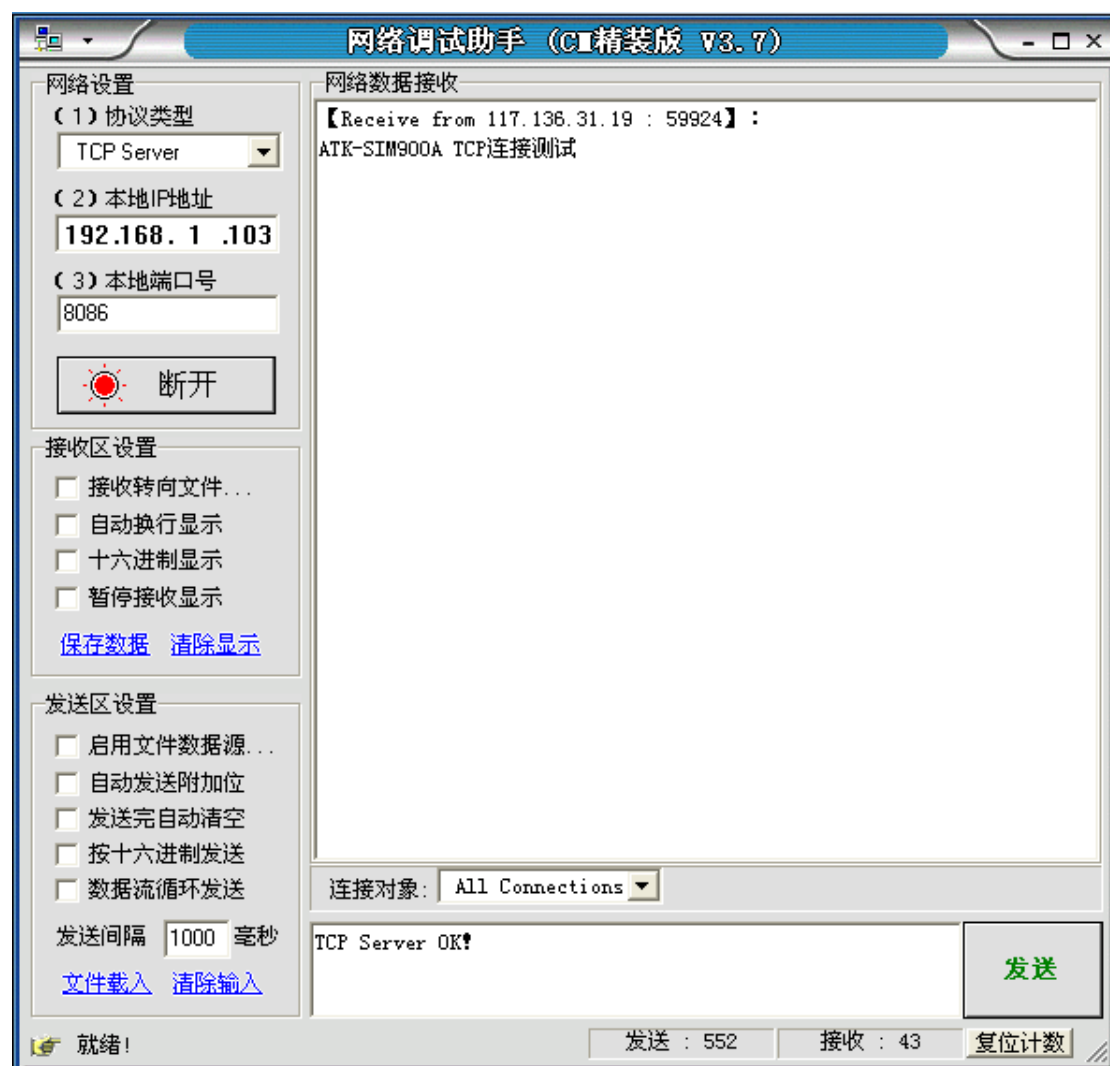 网络调试助手 (CⅢ精装版 V3.7)
网络设置
(1)协议类型
TCP Server
(2)本地IP地址
192.168. 1 .103
(3)本地端口号
8086
断开
接收区设置
接收转向文件...
自动换行显示
十六进制显示
暂停接收显示
保存数据 清除显示
发送区设置
启用文件数据源...
自动发送附加位
发送完自动清空
按十六进制发送
数据流循环发送
发送间隔 1000 毫秒
文件载入 清除输入
网络数据接收
【Receive from 117.136.31.19 : 59924】:
ATK-SIM900A TCP连接测试
连接对象: All Connections
TCP Server OK!
发送
就绪!
发送 : 552
接收 : 43
复位计数